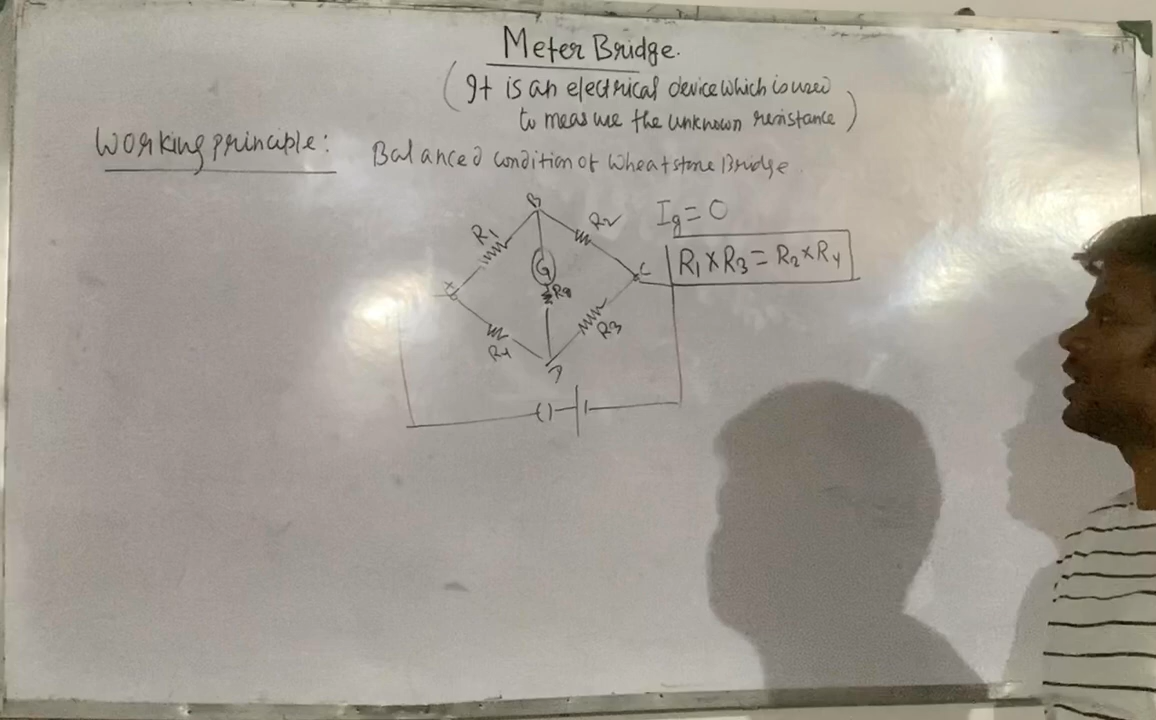 Meter Bridge.
(It is an electrical device which is used
to measure the unknown resistance)
Working principle:
Balanced condition of Wheatstone Bridge
B
R1
R2
Ig = 0
R1 × R3 = R2 × R4
G
C
A
Rg
R4
R3
D
( )